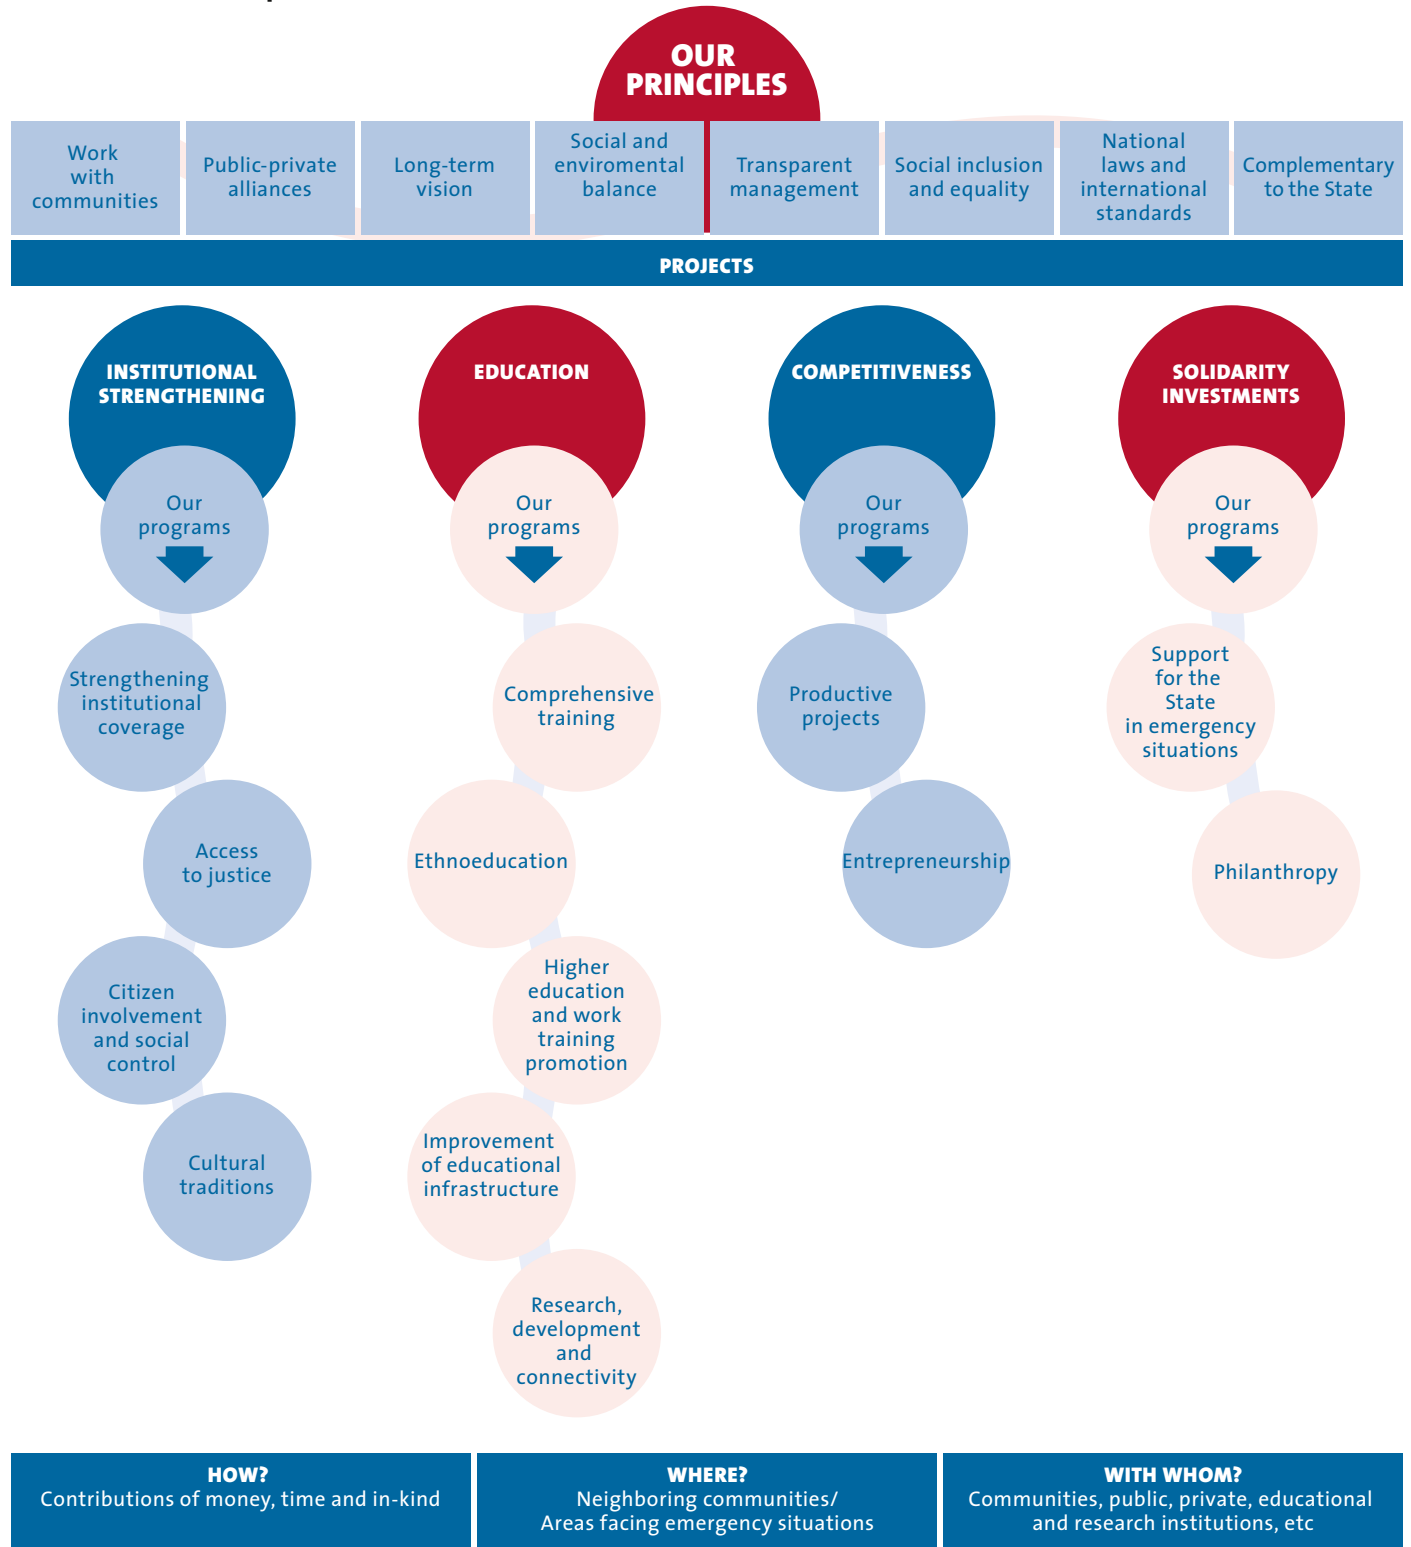 OUR
PRINCIPLES
Work
with
communities
Public-private
alliances
Long-term
vision
Social and
enviromental
balance
Transparent
management
Social inclusion
and equality
National
laws and
international
standards
Complementary
to the State
PROJECTS
INSTITUTIONAL
STRENGTHENING
Our
programs
Strengthening
institutional
coverage
Access
to justice
Citizen
involvement
and social
control
Cultural
traditions
EDUCATION
Our
programs
Comprehensive
training
Ethnoeducation
Higher
education
and work
training
promotion
Improvement
of educational
infrastructure
Research,
development
and
connectivity
COMPETITIVENESS
Our
programs
Productive
projects
Entrepreneurship
SOLIDARITY
INVESTMENTS
Our
programs
Support
for the
State
in emergency
situations
Philanthropy
HOW?
Contributions of money, time and in-kind
WHERE?
Neighboring communities/
Areas facing emergency situations
WITH WHOM?
Communities, public, private, educational
and research institutions, etc